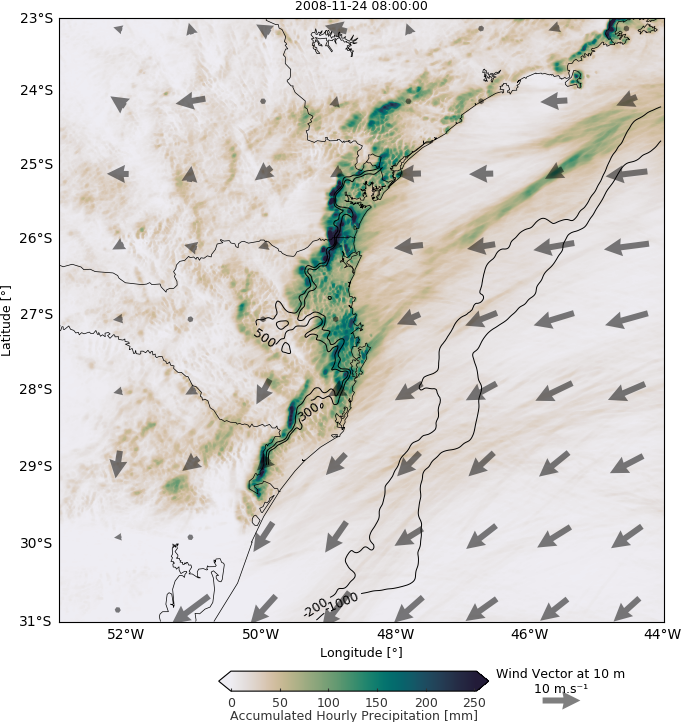 2008-11-24 08:00:00
23°S
24°S
25°S
26°S
27°S
28°S
29°S
30°S
31°S
Latitude [°]
500
300
-200
-1000
52°W 50°W 48°W 46°W 44°W
Longitude [°]
0 50 100 150 200 250
Accumulated Hourly Precipitation [mm]
Wind Vector at 10 m
10 m.s⁻¹